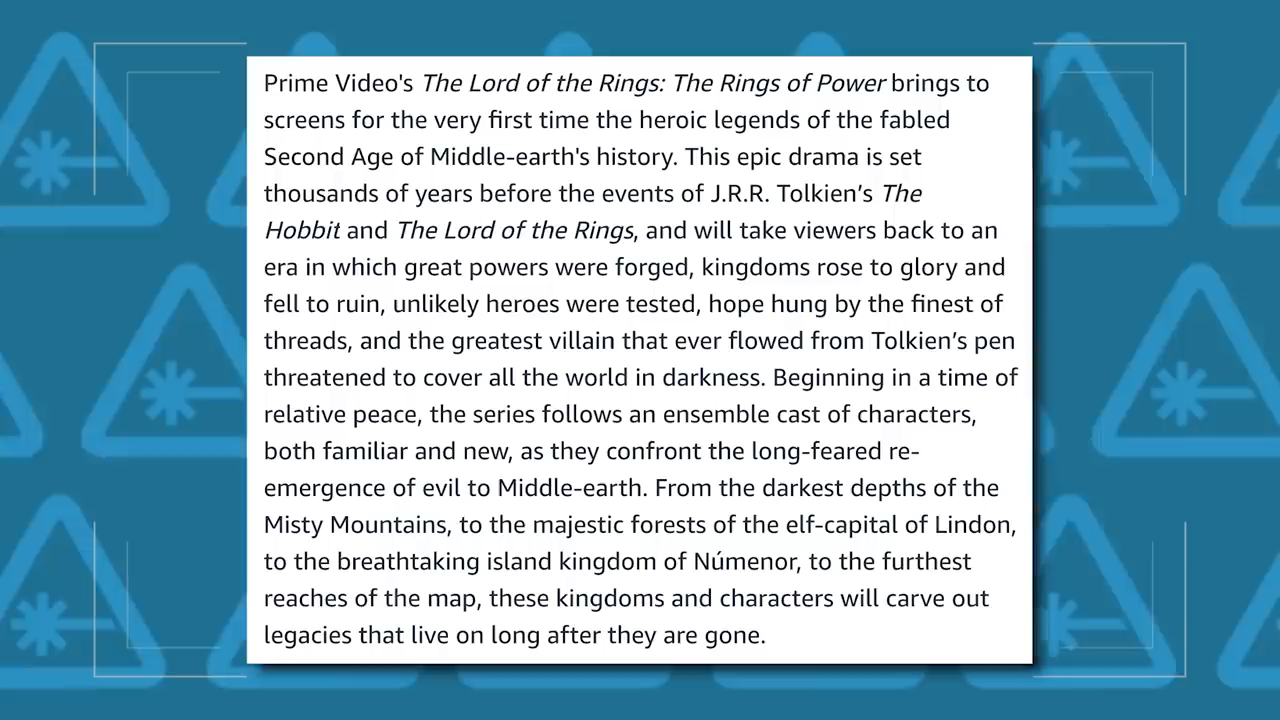 Prime Video's The Lord of the Rings: The Rings of Power brings to
screens for the very first time the heroic legends of the fabled
Second Age of Middle-earth's history. This epic drama is set
thousands of years before the events of J.R.R. Tolkien’s The
Hobbit and The Lord of the Rings, and will take viewers back to an
era in which great powers were forged, kingdoms rose to glory and
fell to ruin, unlikely heroes were tested, hope hung by the finest of
threads, and the greatest villain that ever flowed from Tolkien’s pen
threatened to cover all the world in darkness. Beginning in a time of
relative peace, the series follows an ensemble cast of characters,
both familiar and new, as they confront the long-feared re-
emergence of evil to Middle-earth. From the darkest depths of the
Misty Mountains, to the majestic forests of the elf-capital of Lindon,
to the breathtaking island kingdom of Númenor, to the furthest
reaches of the map, these kingdoms and characters will carve out
legacies that live on long after they are gone.